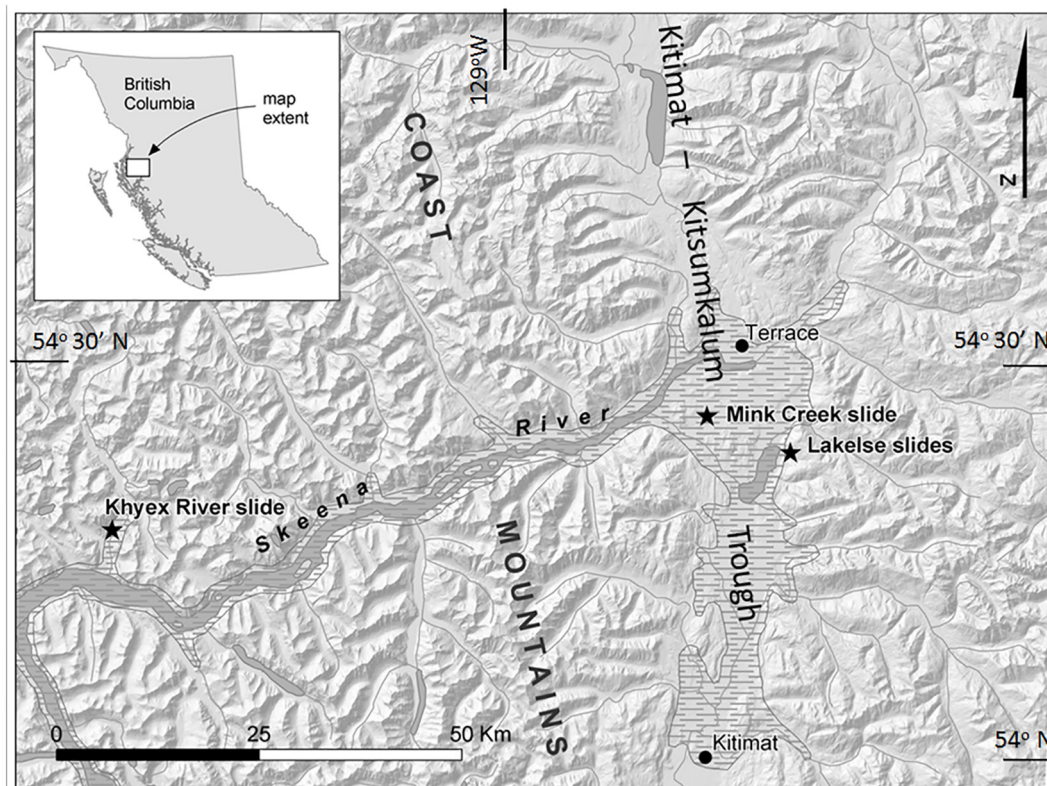 British
Columbia
map
extent
129°W
Kitimat –
Kitsumkalum
Trough
COAST
MOUNTAINS
N
54° 30’ N
54° 30’ N
Terrace
Mink Creek slide
Lakelse slides
Skeena River
Khyex River slide
0 25 50 Km
Kitimat
54° N